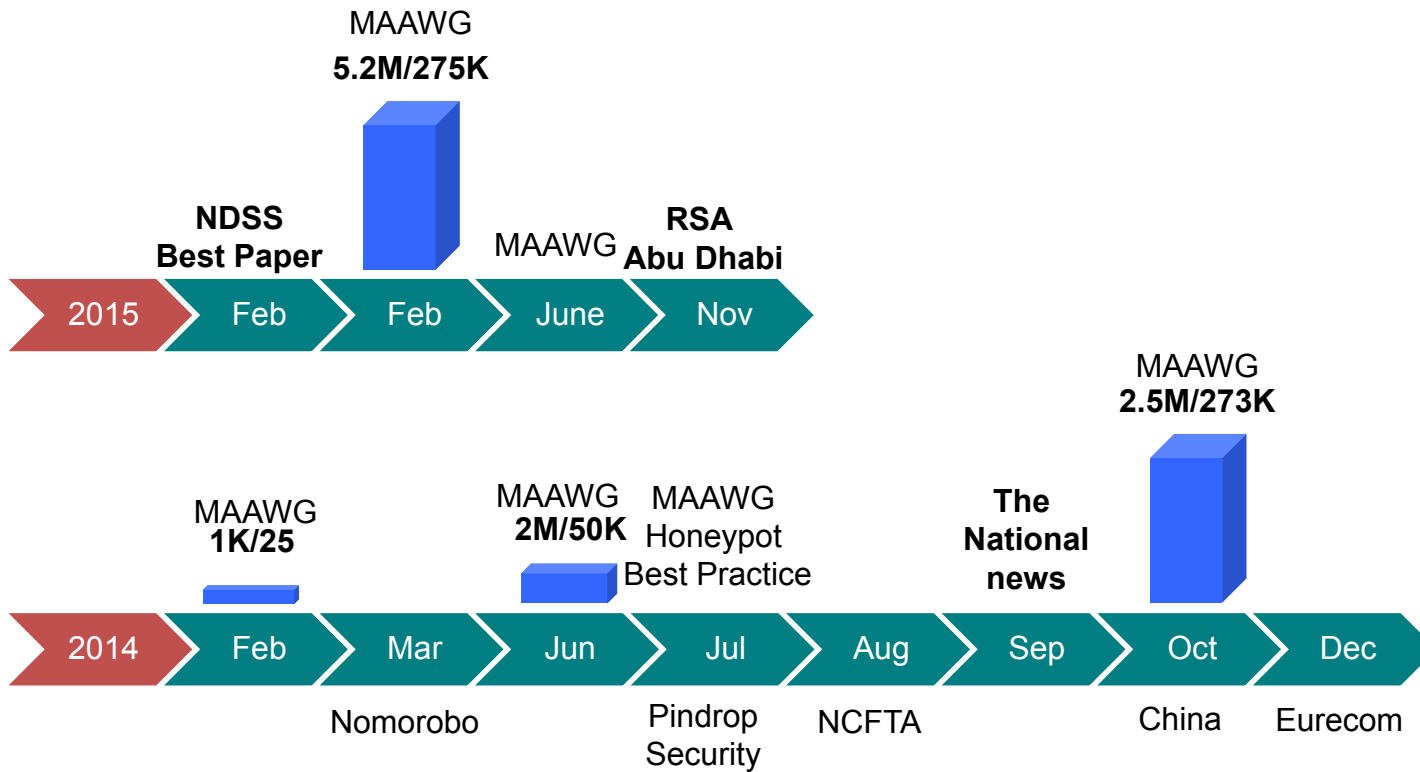 MAAWG
5.2M/275K
NDSS
Best Paper
MAAWG
RSA
Abu Dhabi
2015
Feb
Feb
June
Nov
MAAWG
2.5M/273K
MAAWG
1K/25
MAAWG
2M/50K
MAAWG
Honeypot
Best Practice
The
National
news
2014
Feb
Mar
Jun
Jul
Aug
Sep
Oct
Dec
Nomorobo
Pindrop
Security
NCFTA
China
Eurecom